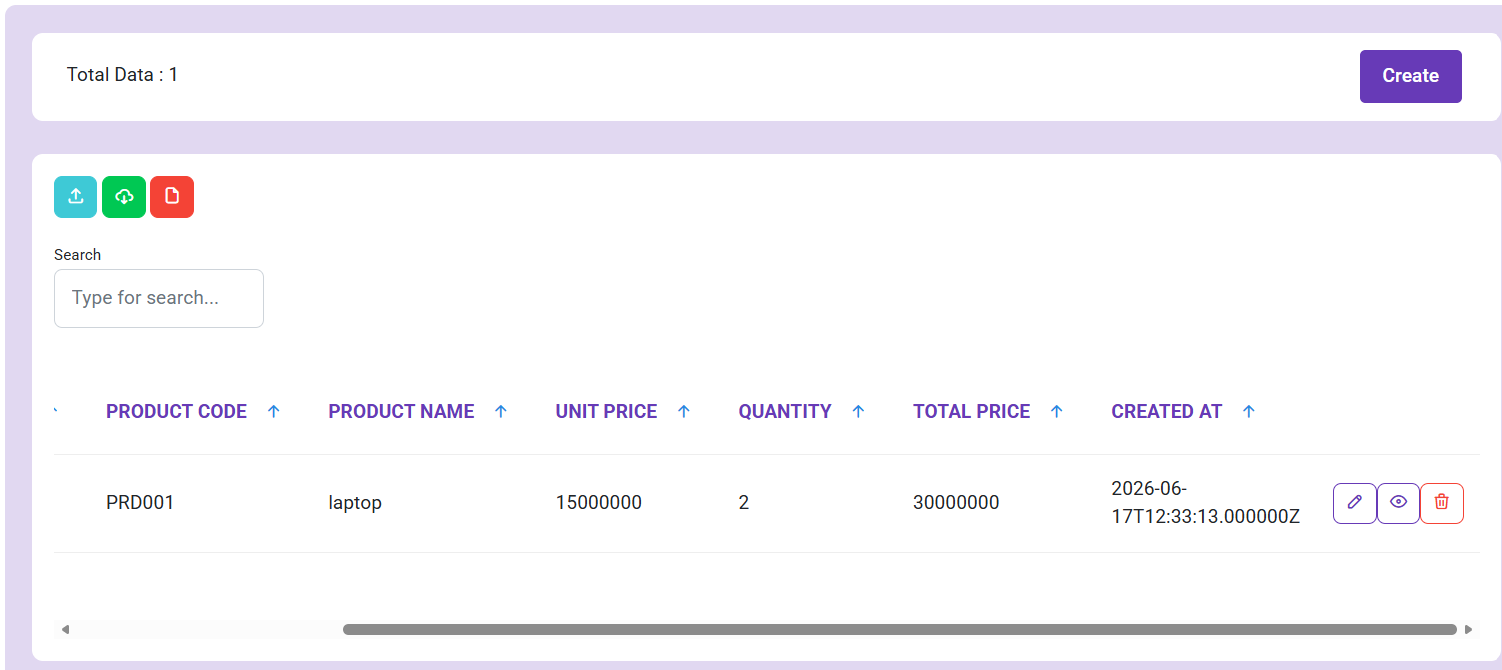 Total Data : 1
Create
Search
Type for search...
PRODUCT CODE PRODUCT NAME UNIT PRICE QUANTITY TOTAL PRICE CREATED AT
PRD001 laptop 15000000 2 30000000 2026-06-
17T12:33:13.000000Z